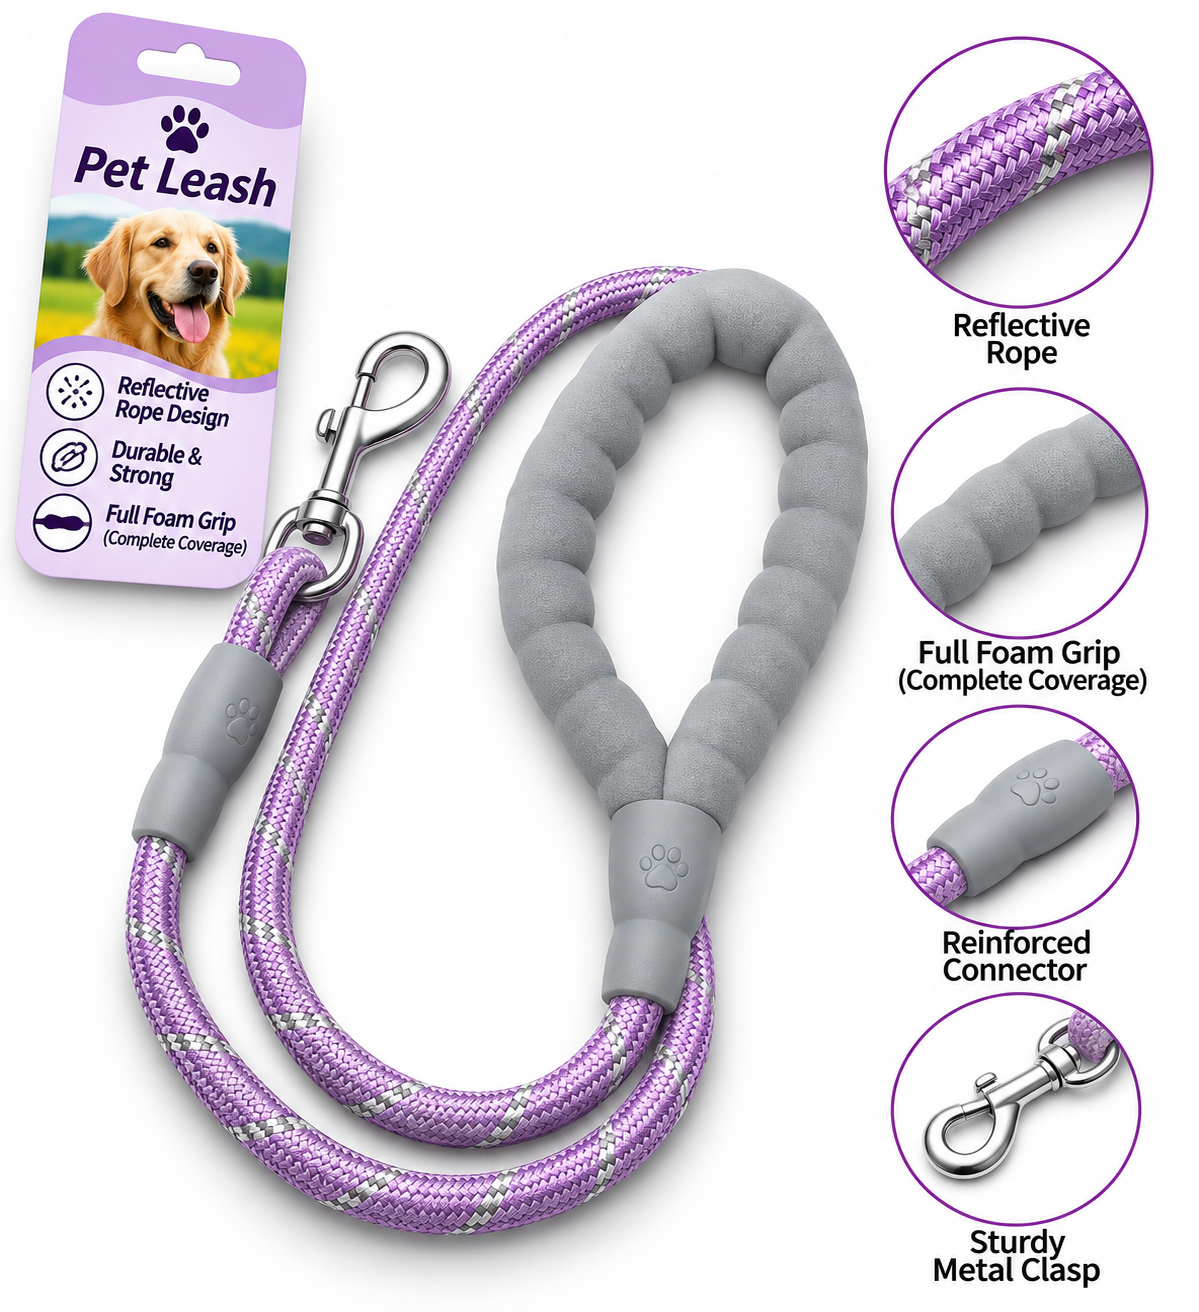 Pet Leash
Reflective
Rope Design
Durable &
Strong
Full Foam Grip
(Complete Coverage)
Reflective
Rope
Full Foam Grip
(Complete Coverage)
Reinforced
Connector
Sturdy
Metal Clasp